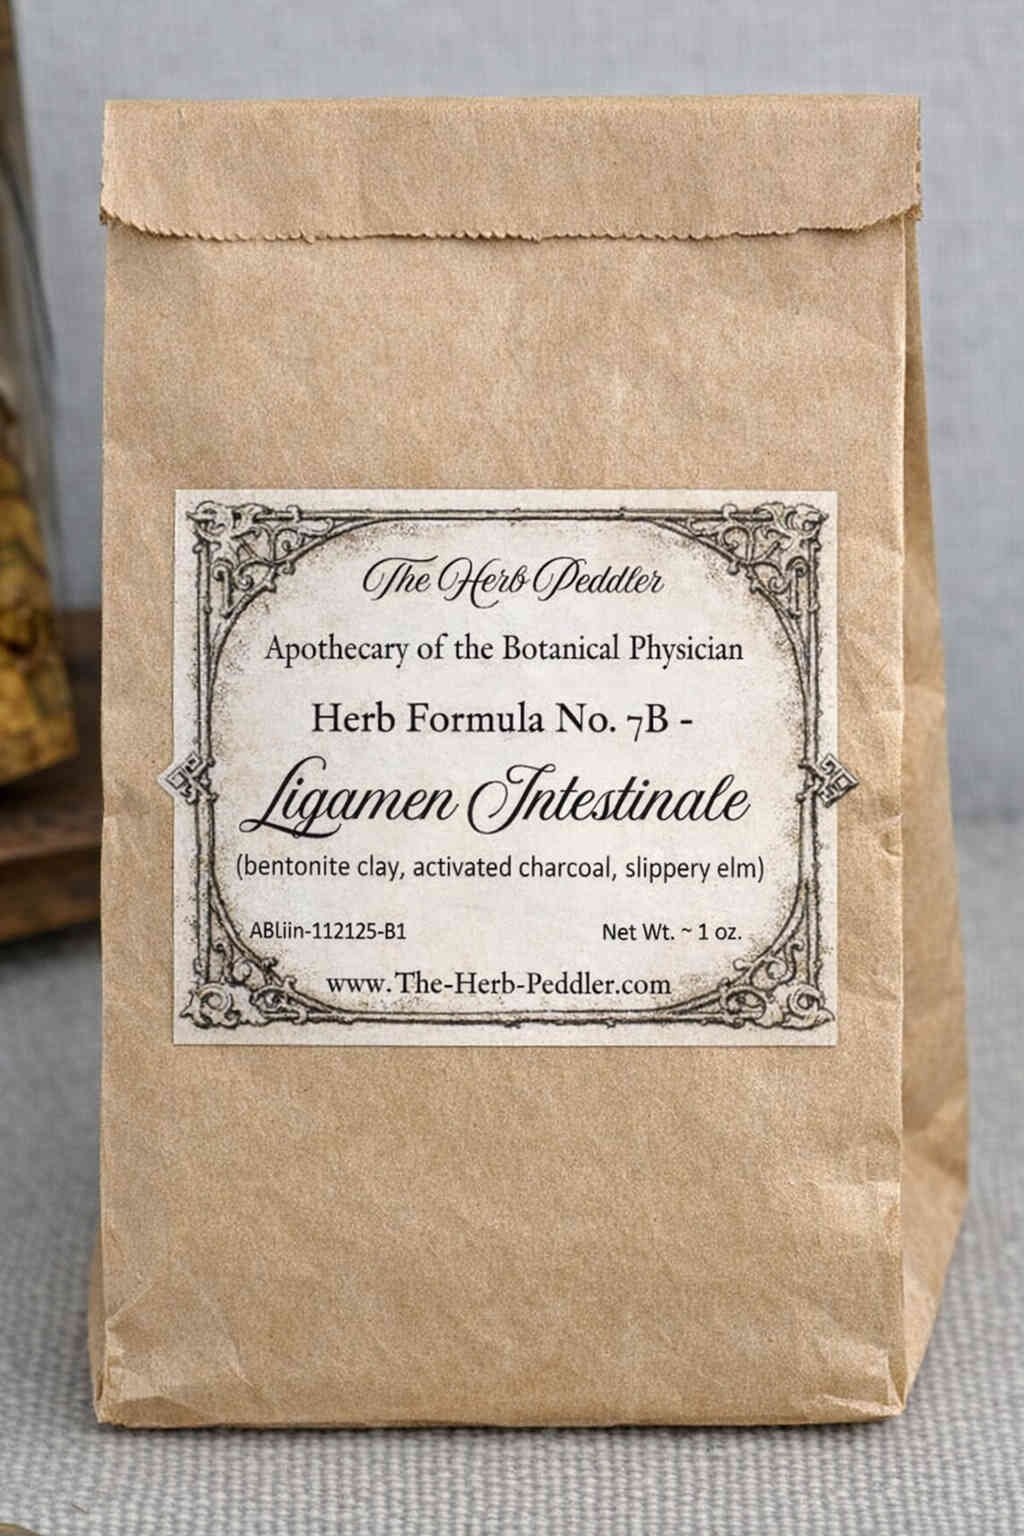 The Herb Peddler
Apothecary of the Botanical Physician
Herb Formula No. 7B -
Ligamen Intestinale
(bentonite clay, activated charcoal, slippery elm)
ABLiin-112125-B1
Net Wt. ~ 1 oz.
www.The-Herb-Peddler.com